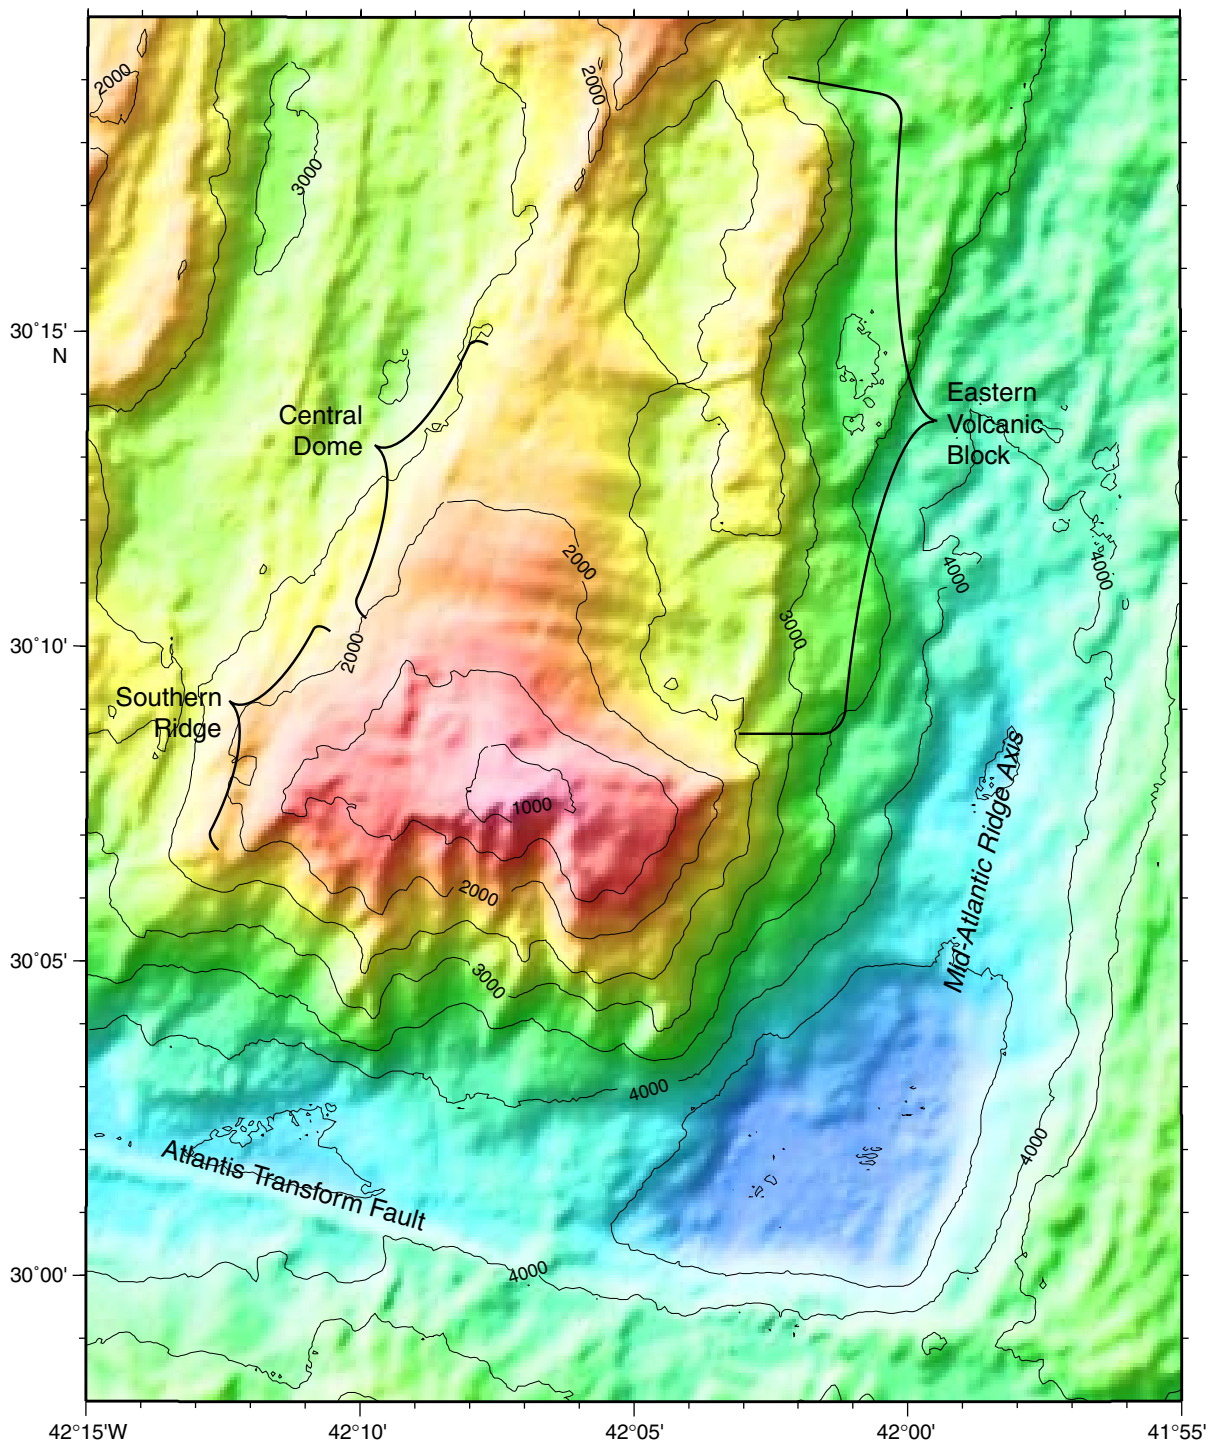 2000
2000
3000
30°15'
N
Central
Dome
Eastern
Volcanic
Block
2000
4000
4000
3000
2000
30°10'
Southern
Ridge
1000
Mid-Atlantic Ridge Axis
2000
30°05'
3000
4000
4000
Atlantis Transform Fault
4000
30°00'
42°15'W
42°10'
42°05'
42°00'
41°55'